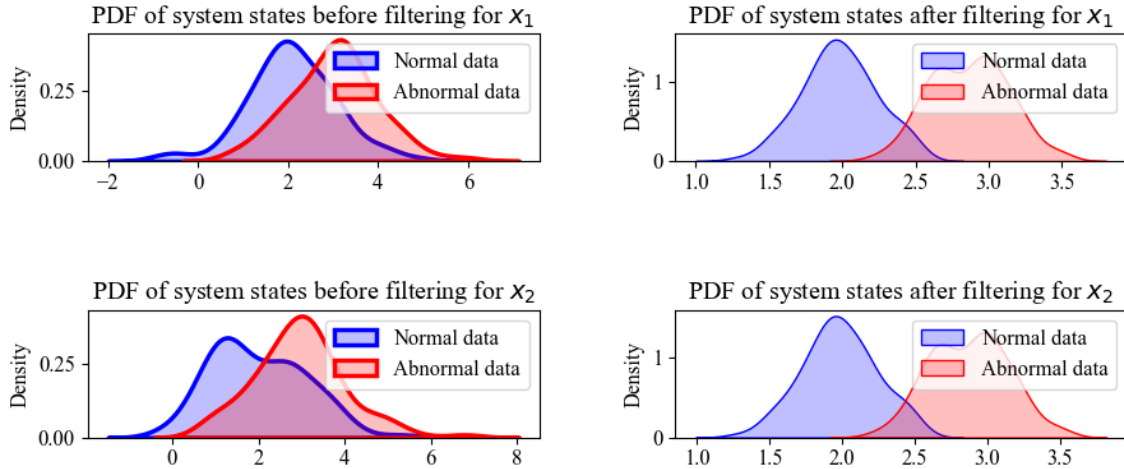 PDF of system states before filtering for x₁
Density
0.25
0.00
−2 0 2 4 6
Normal data
Abnormal data
PDF of system states after filtering for x₁
Density
1
0
1.0 1.5 2.0 2.5 3.0 3.5
Normal data
Abnormal data
PDF of system states before filtering for x₂
Density
0.25
0.00
0 2 4 6 8
Normal data
Abnormal data
PDF of system states after filtering for x₂
Density
1
0
1.0 1.5 2.0 2.5 3.0 3.5
Normal data
Abnormal data